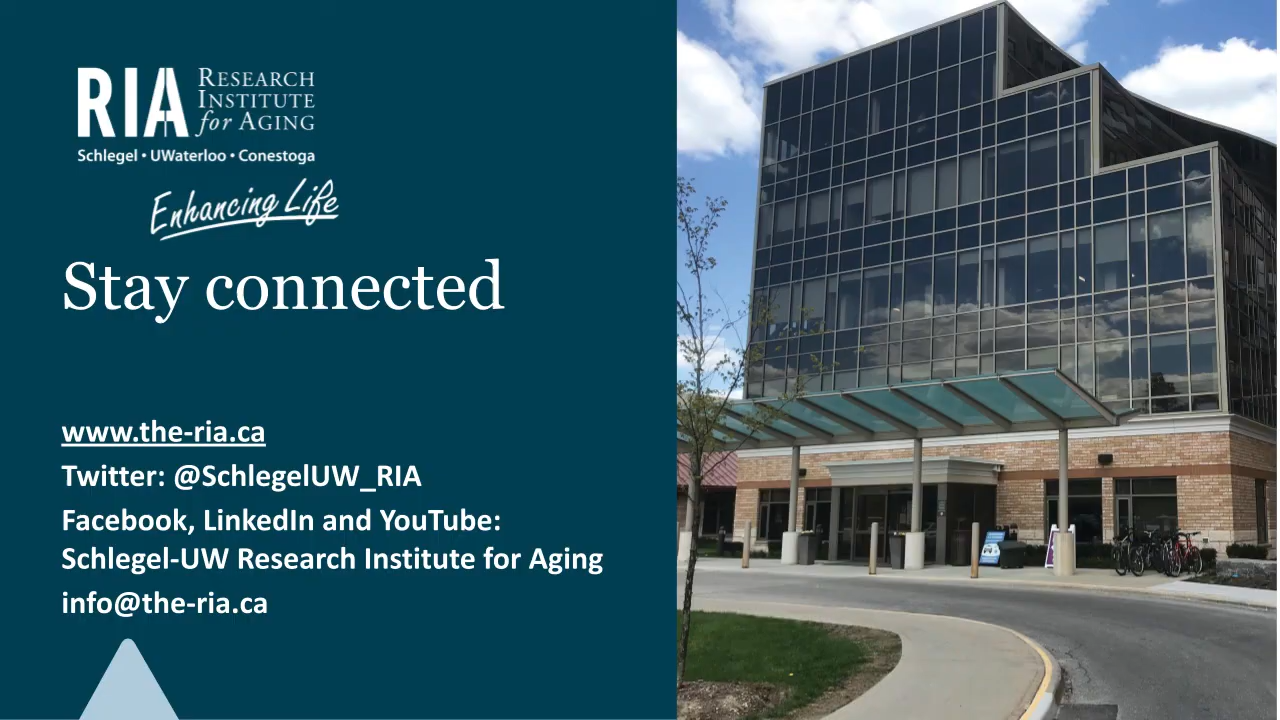 RIA RESEARCH
INSTITUTE
for AGING
Schlegel • UWaterloo • Conestoga
Enhancing Life
Stay connected
www.the-ria.ca
Twitter: @SchlegelUW_RIA
Facebook, LinkedIn and YouTube:
Schlegel-UW Research Institute for Aging
info@the-ria.ca